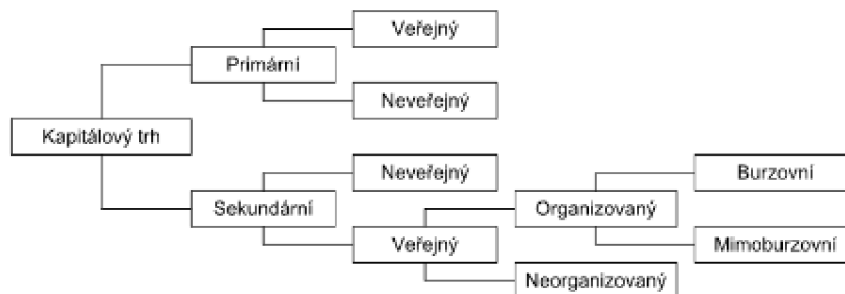 Veřejný
Primární
Neveřejný
Kapitálový trh
Neveřejný
Burzovní
Sekundární
Organizovaný
Veřejný
Mimoburzovní
Neorganizovaný